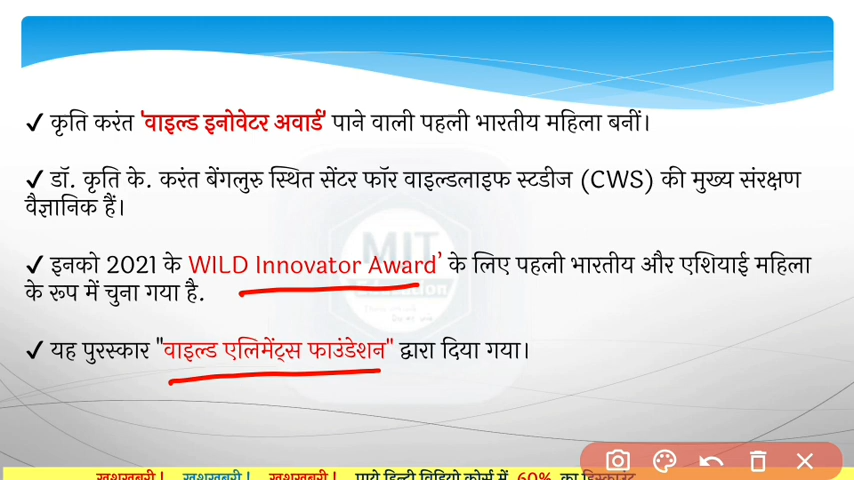 ✓ कृति करंत 'वाइल्ड इनोवेटर अवार्ड' पाने वाली पहली भारतीय महिला बनीं।
✓ डॉ. कृति के. करंत बेंगलुरु स्थित सेंटर फॉर वाइल्डलाइफ स्टडीज (CWS) की मुख्य संरक्षण
वैज्ञानिक हैं।
✓ इनको 2021 के WILD Innovator Award' के लिए पहली भारतीय और एशियाई महिला
के रूप में चुना गया है.
✓ यह पुरस्कार "वाइल्ड एलिमेंट्स फाउंडेशन" द्वारा दिया गया।
MIT
खुशखबरी ! खुशखबरी ! खुशखबरी ! पाये हिन्दी विडियो कोर्स में 60% का डिस्काउंट